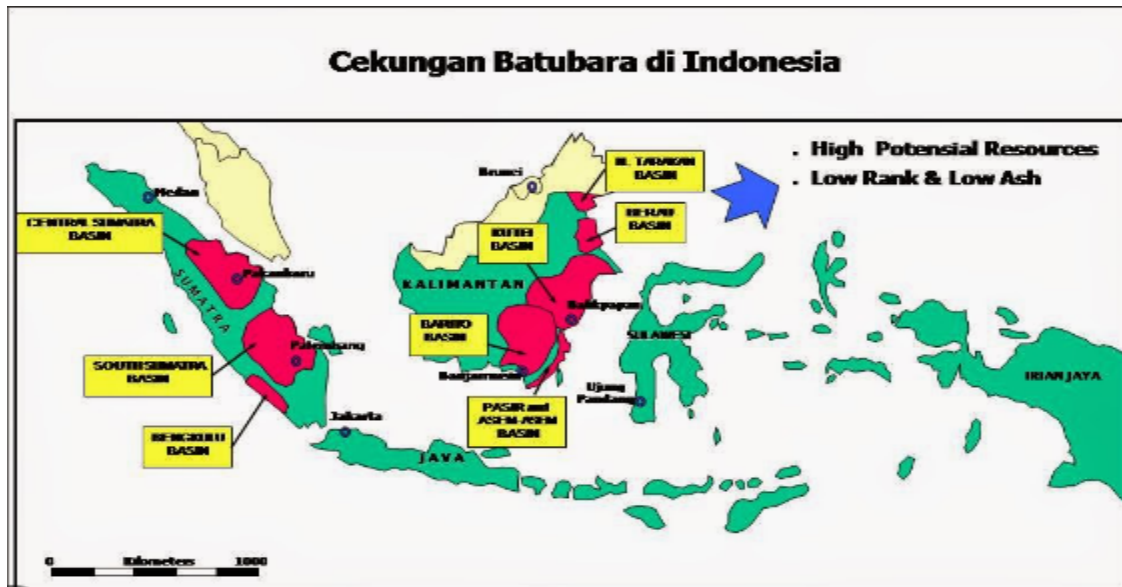 Cekungan Batubara di Indonesia
. High Potensial Resources
. Low Rank & Low Ash
N. TARAKAN
BASIN
BERAU
BASIN
KUTEI
BASIN
Brunei
Medan
CENTRAL SUMATRA
BASIN
Pakanbaru
SUMATRA
KALIMANTAN
Balikpapan
BARITO
BASIN
SULAWESI
Palembang
SOUTH SUMATRA
BASIN
Banjarmasin
PASIR and
ASEM-ASEM
BASIN
Ujung
Pandang
IRIAN JAYA
BENGKULU
BASIN
Jakarta
JAVA
0 Kilometers 1000